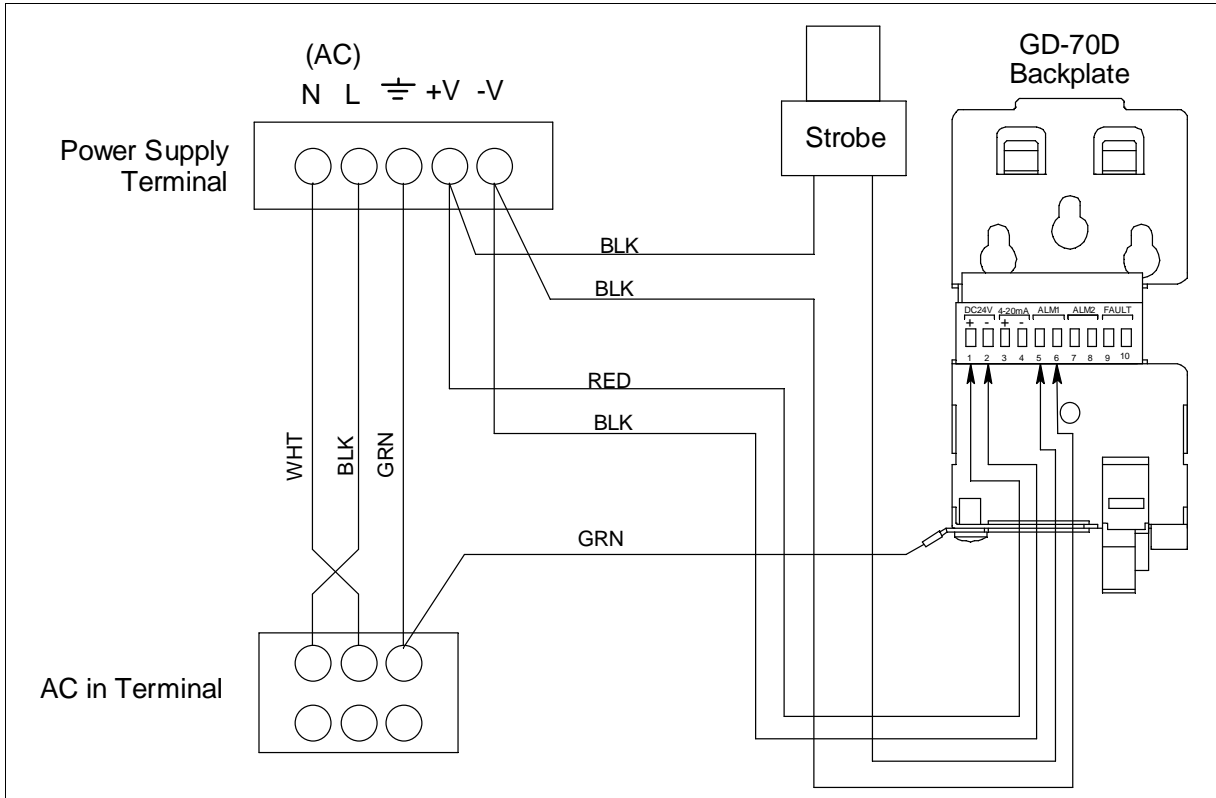 (AC)
N L +V -V
Power Supply
Terminal
Strobe
GD-70D
Backplate
BLK
BLK
DC24V 4-20mA ALM1 ALM2 FAULT
+ - + -
1 2 3 4 5 6 7 8 9 10
RED
BLK
WHT
BLK
GRN
GRN
AC in Terminal